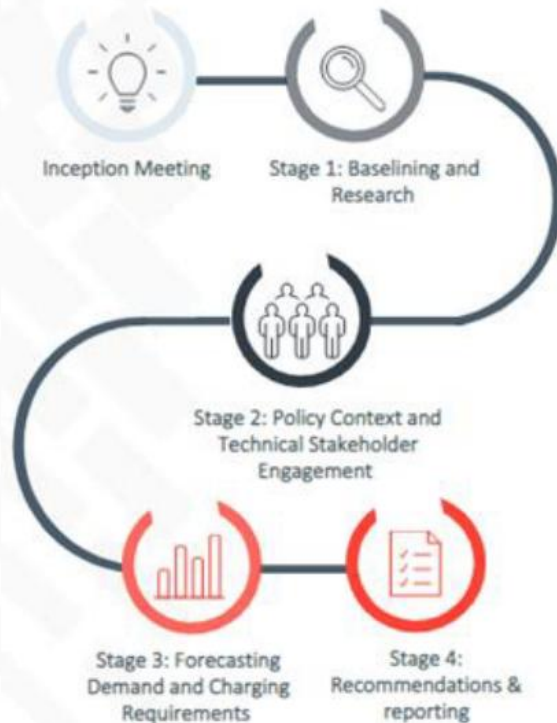 Inception Meeting
Stage 1: Baselining and
Research
Stage 2: Policy Context and
Technical Stakeholder
Engagement
Stage 3: Forecasting
Demand and Charging
Requirements
Stage 4:
Recommendations &
reporting